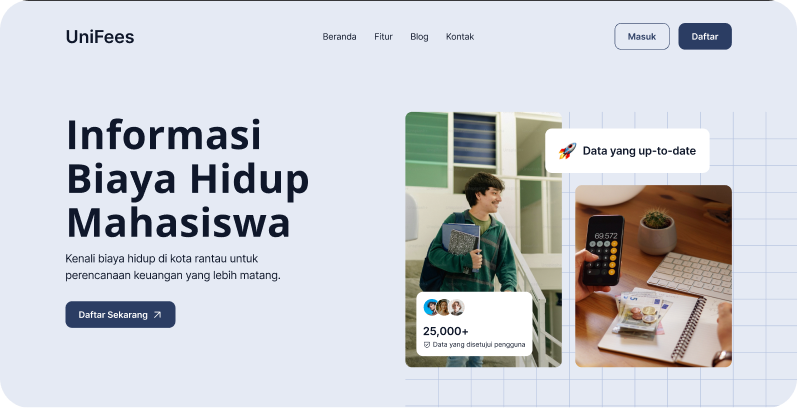 UniFees
Beranda Fitur Blog Kontak
Masuk Daftar
Informasi
Biaya Hidup
Mahasiswa
Kenali biaya hidup di kota rantau untuk
perencanaan keuangan yang lebih matang.
Daftar Sekarang
Data yang up-to-date
69.572
25,000+
Data yang disetujui pengguna